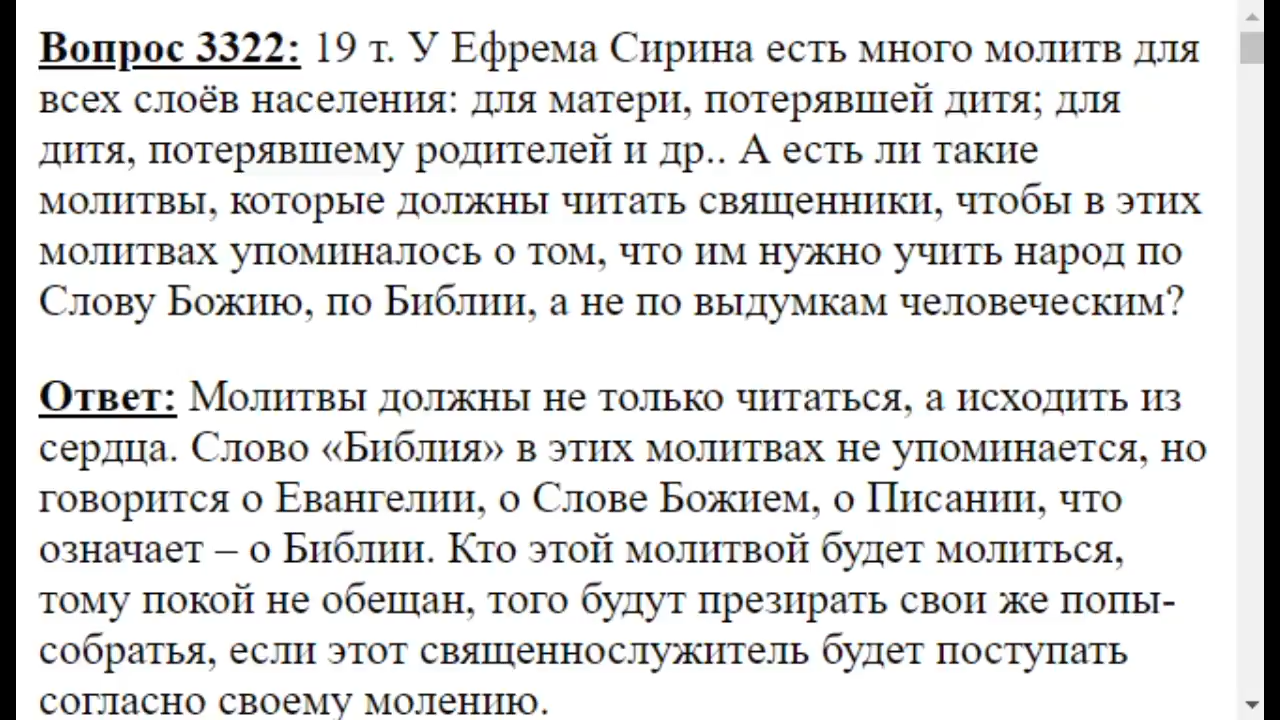 Вопрос 3322: 19 т. У Ефрема Сирина есть много молитв для
всех слоёв населения: для матери, потерявшей дитя; для
дитя, потерявшему родителей и др.. А есть ли такие
молитвы, которые должны читать священники, чтобы в этих
молитвах упоминалось о том, что им нужно учить народ по
Слову Божию, по Библии, а не по выдумкам человеческим?
Ответ: Молитвы должны не только читаться, а исходить из
сердца. Слово «Библия» в этих молитвах не упоминается, но
говорится о Евангелии, о Слове Божием, о Писании, что
означает – о Библии. Кто этой молитвой будет молиться,
тому покой не обещан, того будут презирать свои же попы-
собратья, если этот священнослужитель будет поступать
согласно своему молению.